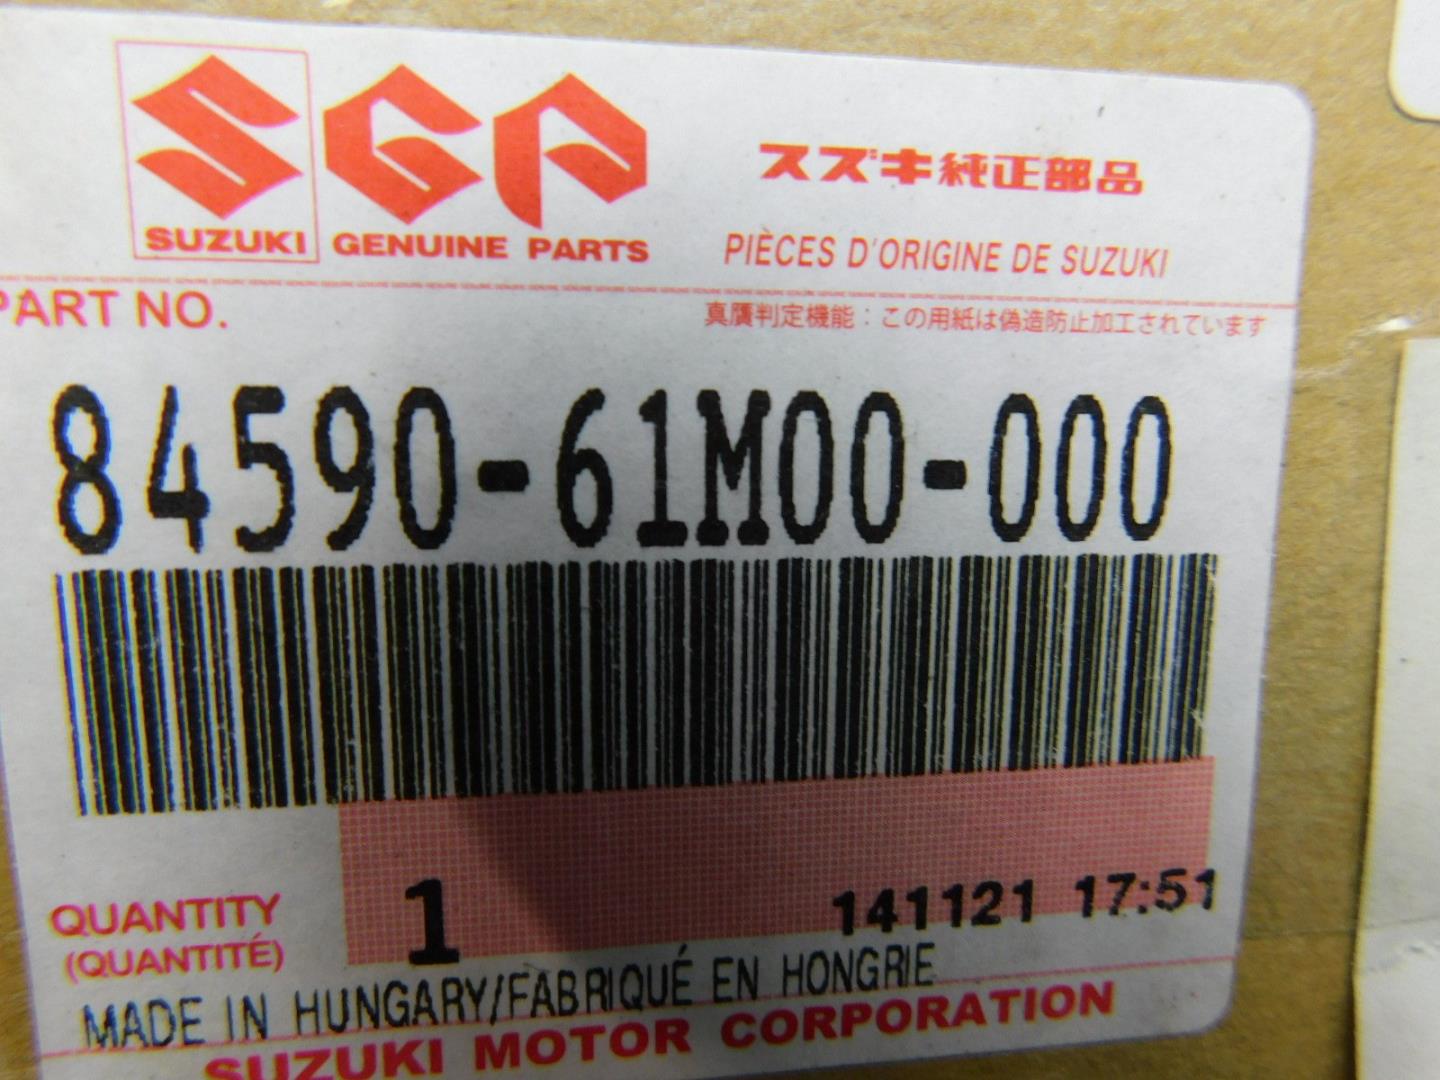 SUZUKI
GENUINE PARTS
スズキ純正部品
PIÈCES D'ORIGINE DE SUZUKI
PART NO.
真贋判定機能：この用紙は偽造防止加工されています
84590-61M00-000
QUANTITY
(QUANTITÉ)
1
141121 17:51
MADE IN HUNGARY/FABRIQUÉ EN HONGRIE
SUZUKI MOTOR CORPORATION